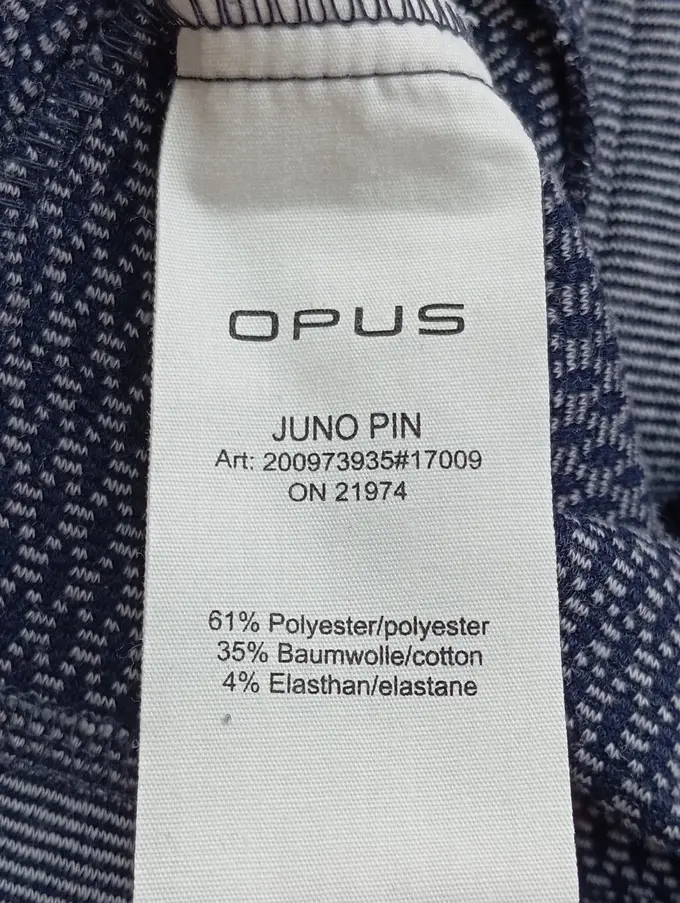 OPUS
JUNO PIN
Art: 200973935#17009
ON 21974
61% Polyester/polyester
35% Baumwolle/cotton
4% Elasthan/elastane